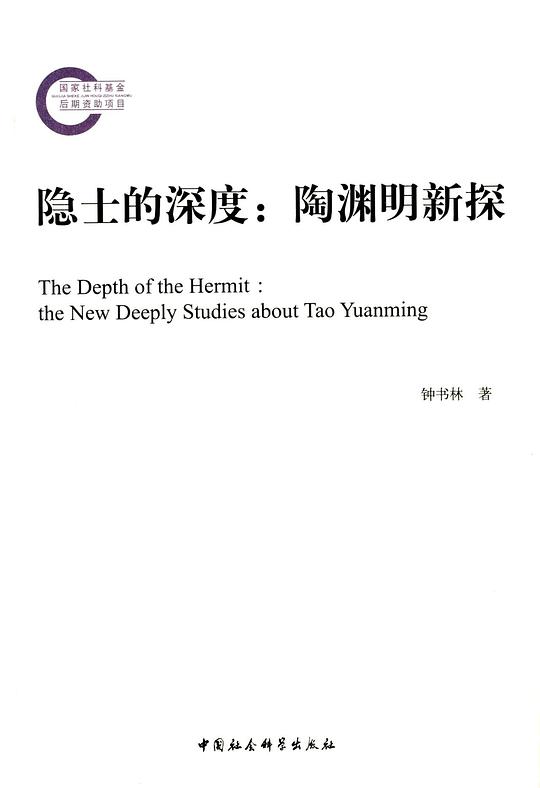 国家社科基金
GUOJIA SHEKE JIJIN HOUQI ZIZHU XIANGMU
后期资助项目
隐士的深度：陶渊明新探
The Depth of the Hermit :
the New Deeply Studies about Tao Yuanming
钟书林 著
中国社会科学出版社